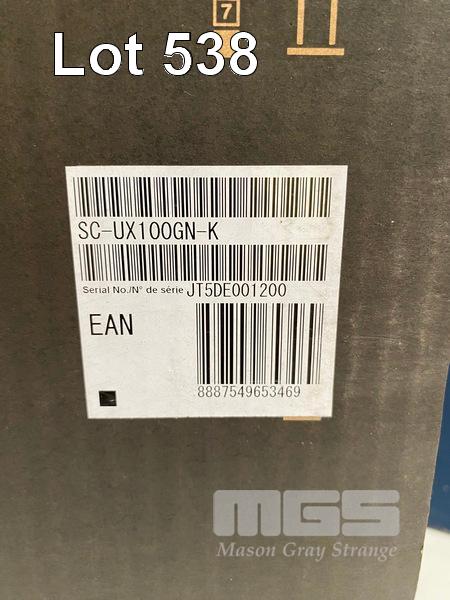 7
Lot 538
SC-UX100GN-K
Serial No./N° de série JT5DE001200
EAN
8887549653469
MGS
Mason Gray Strange